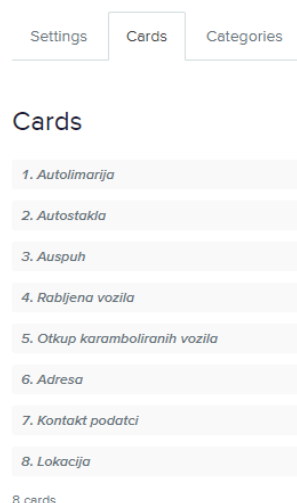 Settings Cards Categories
Cards
1. Autolimarija
2. Autostakla
3. Auspuh
4. Rabljena vozila
5. Otkup karamboliranih vozila
6. Adresa
7. Kontakt podatci
8. Lokacija
8 cards